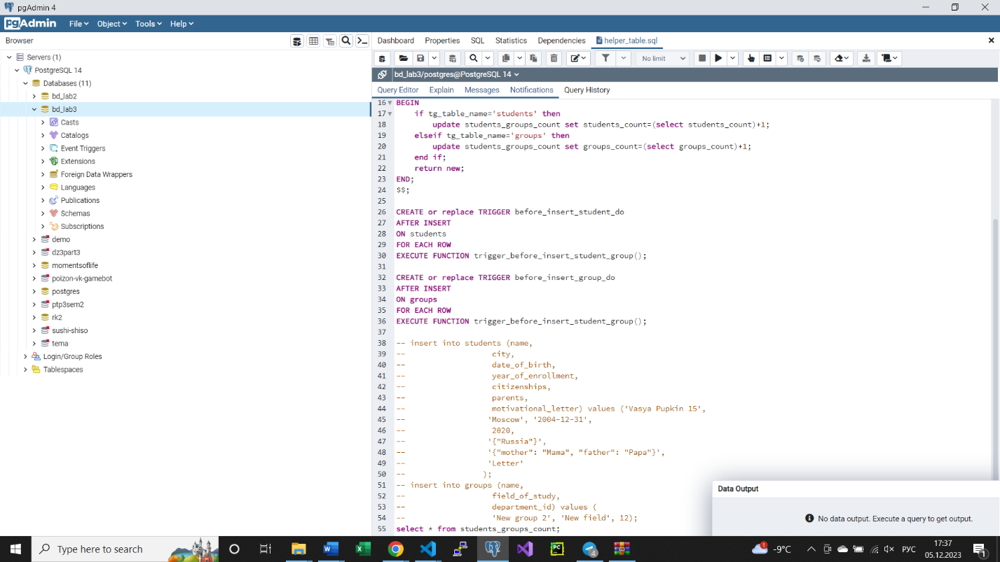 pgAdmin 4
pgAdmin
File
Object
Tools
Help
Browser
Servers (1)
PostgreSQL 14
Databases (11)
bd_lab2
bd_lab3
Casts
Catalogs
Event Triggers
Extensions
Foreign Data Wrappers
Languages
Publications
Schemas
Subscriptions
demo
dz3part3
momentsoflife
poizon-vk-gamebot
postgres
ptp3sem2
rk2
sushi-shiso
tema
Login/Group Roles
Tablespaces
Dashboard Properties SQL Statistics Dependencies helper_table.sql
No limit
bd_lab3/postgres@PostgreSQL 14
Query Editor Explain Messages Notifications Query History
16 BEGIN
17 if tg_table_name='students' then
18 update students_groups_count set students_count=(select students_count)+1;
19 elseif tg_table_name='groups' then
20 update students_groups_count set groups_count=(select groups_count)+1;
21 end if;
22 return new;
23 END;
24 $$;
25
26 CREATE or replace TRIGGER before_insert_student_do
27 AFTER INSERT
28 ON students
29 FOR EACH ROW
30 EXECUTE FUNCTION trigger_before_insert_student_group();
31
32 CREATE or replace TRIGGER before_insert_group_do
33 AFTER INSERT
34 ON groups
35 FOR EACH ROW
36 EXECUTE FUNCTION trigger_before_insert_student_group();
37
38 -- insert into students (name,
39 -- city,
40 -- date_of_birth,
41 -- year_of_enrollment,
42 -- citizenships,
43 -- parents,
44 -- motivational_letter) values ('Vasya Pupkin 15',
45 -- 'Moscow', '2004-12-31',
46 -- 2020,
47 -- '{"Russia"}',
48 -- '{"mother": "Mama", "father": "Papa"}',
49 -- 'Letter'
50 -- );
51 -- insert into groups (name,
52 -- field_of_study,
53 -- department_id) values (
54 -- 'New group 2', 'New field', 12);
55 select * from students_groups_count;
Data Output
No data output. Execute a query to get output.
Type here to search
4
1
-9°C
РУС
17:37
05.12.2023
1